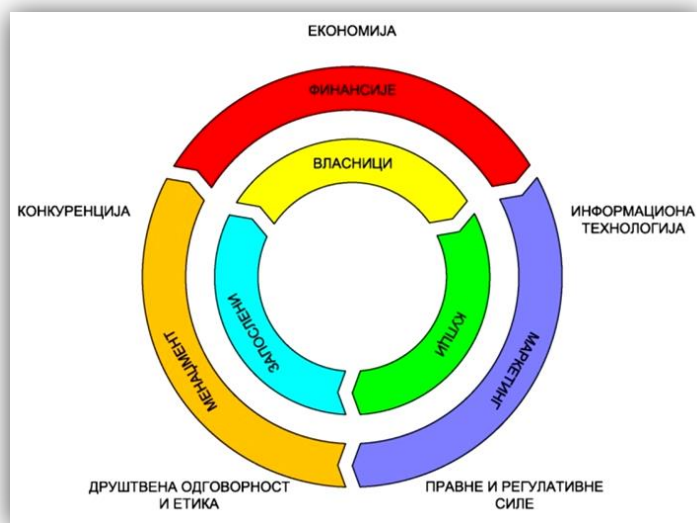 ЕКОНОМИЈА
ФИНАНСИЈЕ
ВЛАСНИЦИ
КОНКУРЕНЦИЈА
ИНФОРМАЦИОНА
ТЕХНОЛОГИЈА
ЗАПОСЛЕНИ
КУПЦИ
МЕНАЏМЕНТ
МАРКЕТИНГ
ДРУШТВЕНА ОДГОВОРНОСТ
И ЕТИКА
ПРАВНЕ И РЕГУЛАТИВНЕ
СИЛЕ